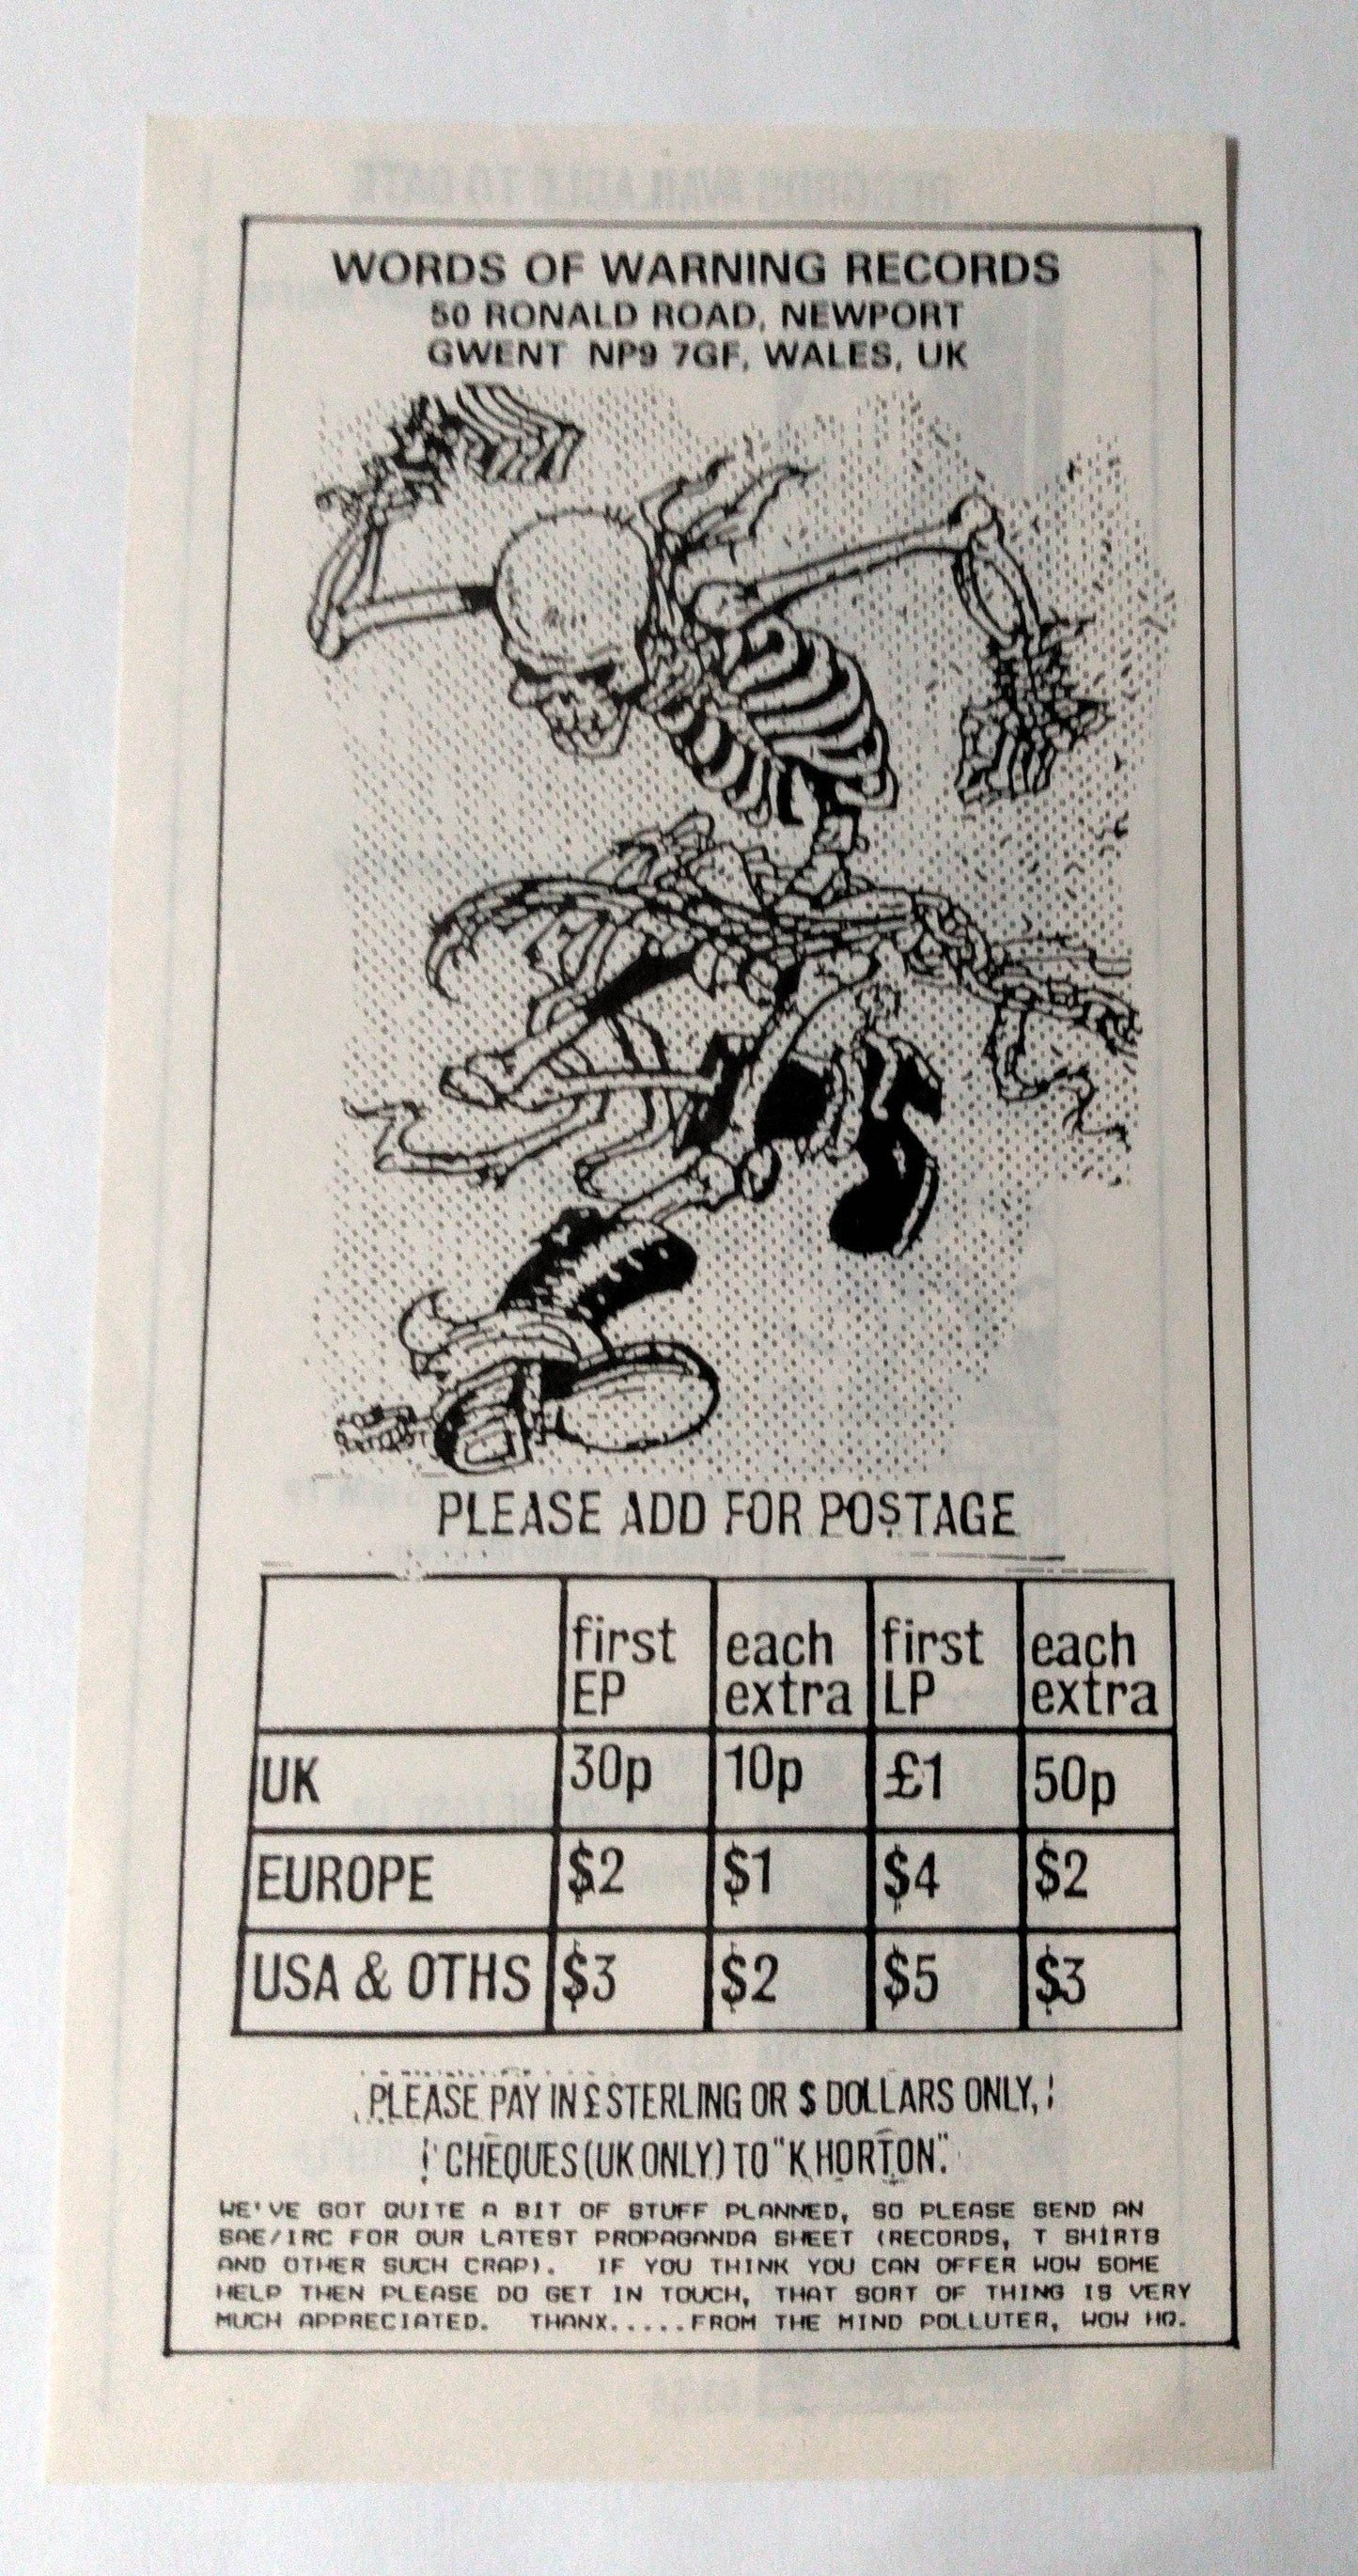 WORDS OF WARNING RECORDS
50 RONALD ROAD, NEWPORT
GWENT NP9 7GF, WALES, UK
PLEASE ADD FOR POSTAGE
first EP each extra first LP each extra
UK 30p 10p £1 50p
EUROPE $2 $1 $4 $2
USA & OTHS $3 $2 $5 $3
PLEASE PAY IN £ STERLING OR $ DOLLARS ONLY, !
! CHEQUES (UK ONLY) TO "K HORTON".
WE'VE GOT QUITE A BIT OF STUFF PLANNED, SO PLEASE SEND AN
SAE/IRC FOR OUR LATEST PROPAGANDA SHEET (RECORDS, T SHIRTS
AND OTHER SUCH CRAP). IF YOU THINK YOU CAN OFFER WOW SOME
HELP THEN PLEASE DO GET IN TOUCH, THAT SORT OF THING IS VERY
MUCH APPRECIATED. THANX.....FROM THE MIND POLLUTER, WOW HQ.